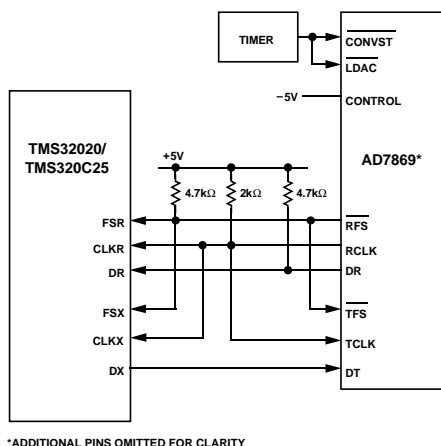 TIMER
CONVST
LDAC
–5V
CONTROL
TMS32020/
TMS320C25
AD7869*
+5V
4.7kΩ
2kΩ
4.7kΩ
FSR
RFS
CLKR
RCLK
DR
DR
FSX
TFS
CLKX
TCLK
DX
DT
*ADDITIONAL PINS OMITTED FOR CLARITY